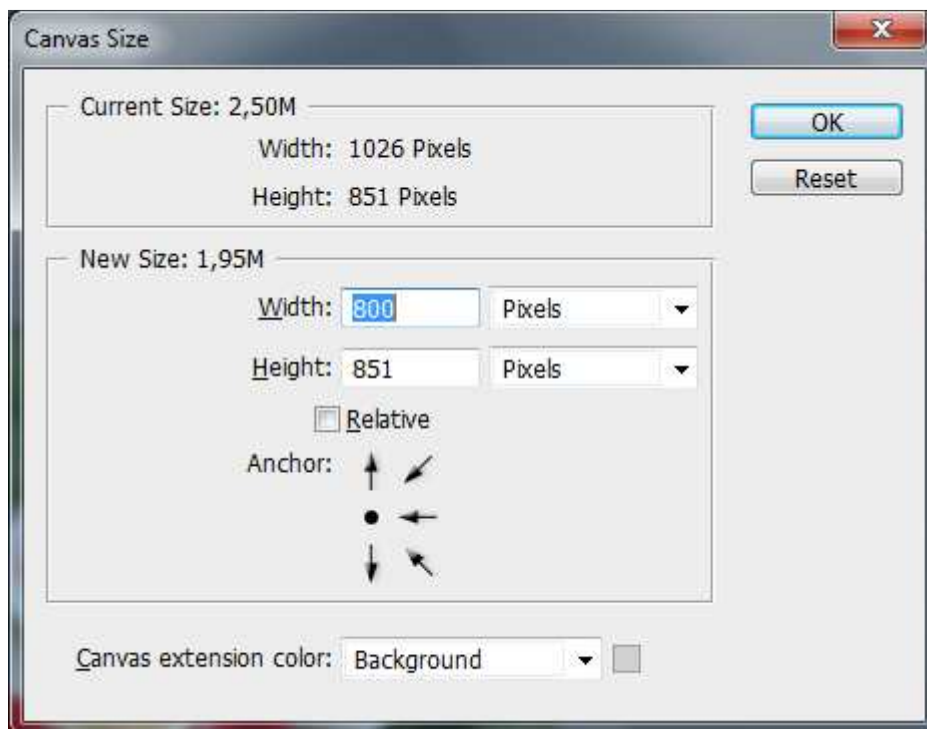 Canvas Size
Current Size: 2,50M
OK
Width: 1026 Pixels
Reset
Height: 851 Pixels
New Size: 1,95M
Width: 800 Pixels
Height: 851 Pixels
Relative
Anchor:
Canvas extension color: Background